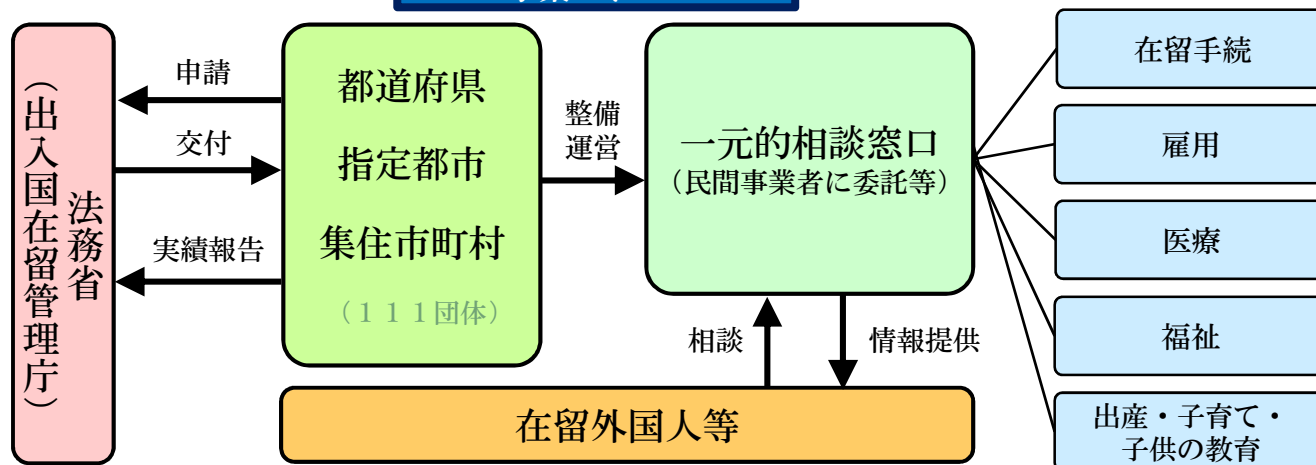 法務省
（出入国在留管理庁）
申請
交付
実績報告
都道府県
指定都市
集住市町村
（１１１団体）
整備
運営
一元的相談窓口
（民間事業者に委託等）
相談
情報提供
在留外国人等
在留手続
雇用
医療
福祉
出産・子育て・
子供の教育